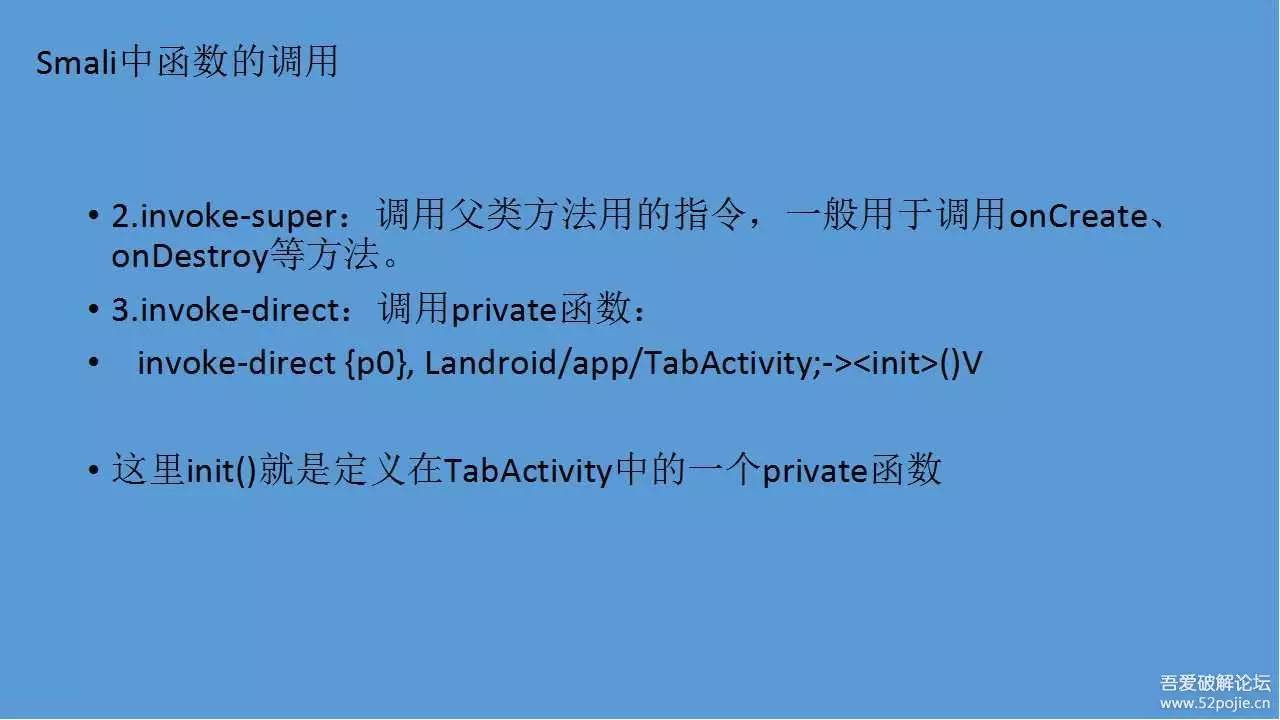 Smali中函数的调用
• 2.invoke-super：调用父类方法用的指令，一般用于调用onCreate、
onDestroy等方法。
• 3.invoke-direct：调用private函数：
• invoke-direct {p0}, Landroid/app/TabActivity;-><init>()V
• 这里init()就是定义在TabActivity中的一个private函数
吾爱破解论坛
www.52pojie.cn